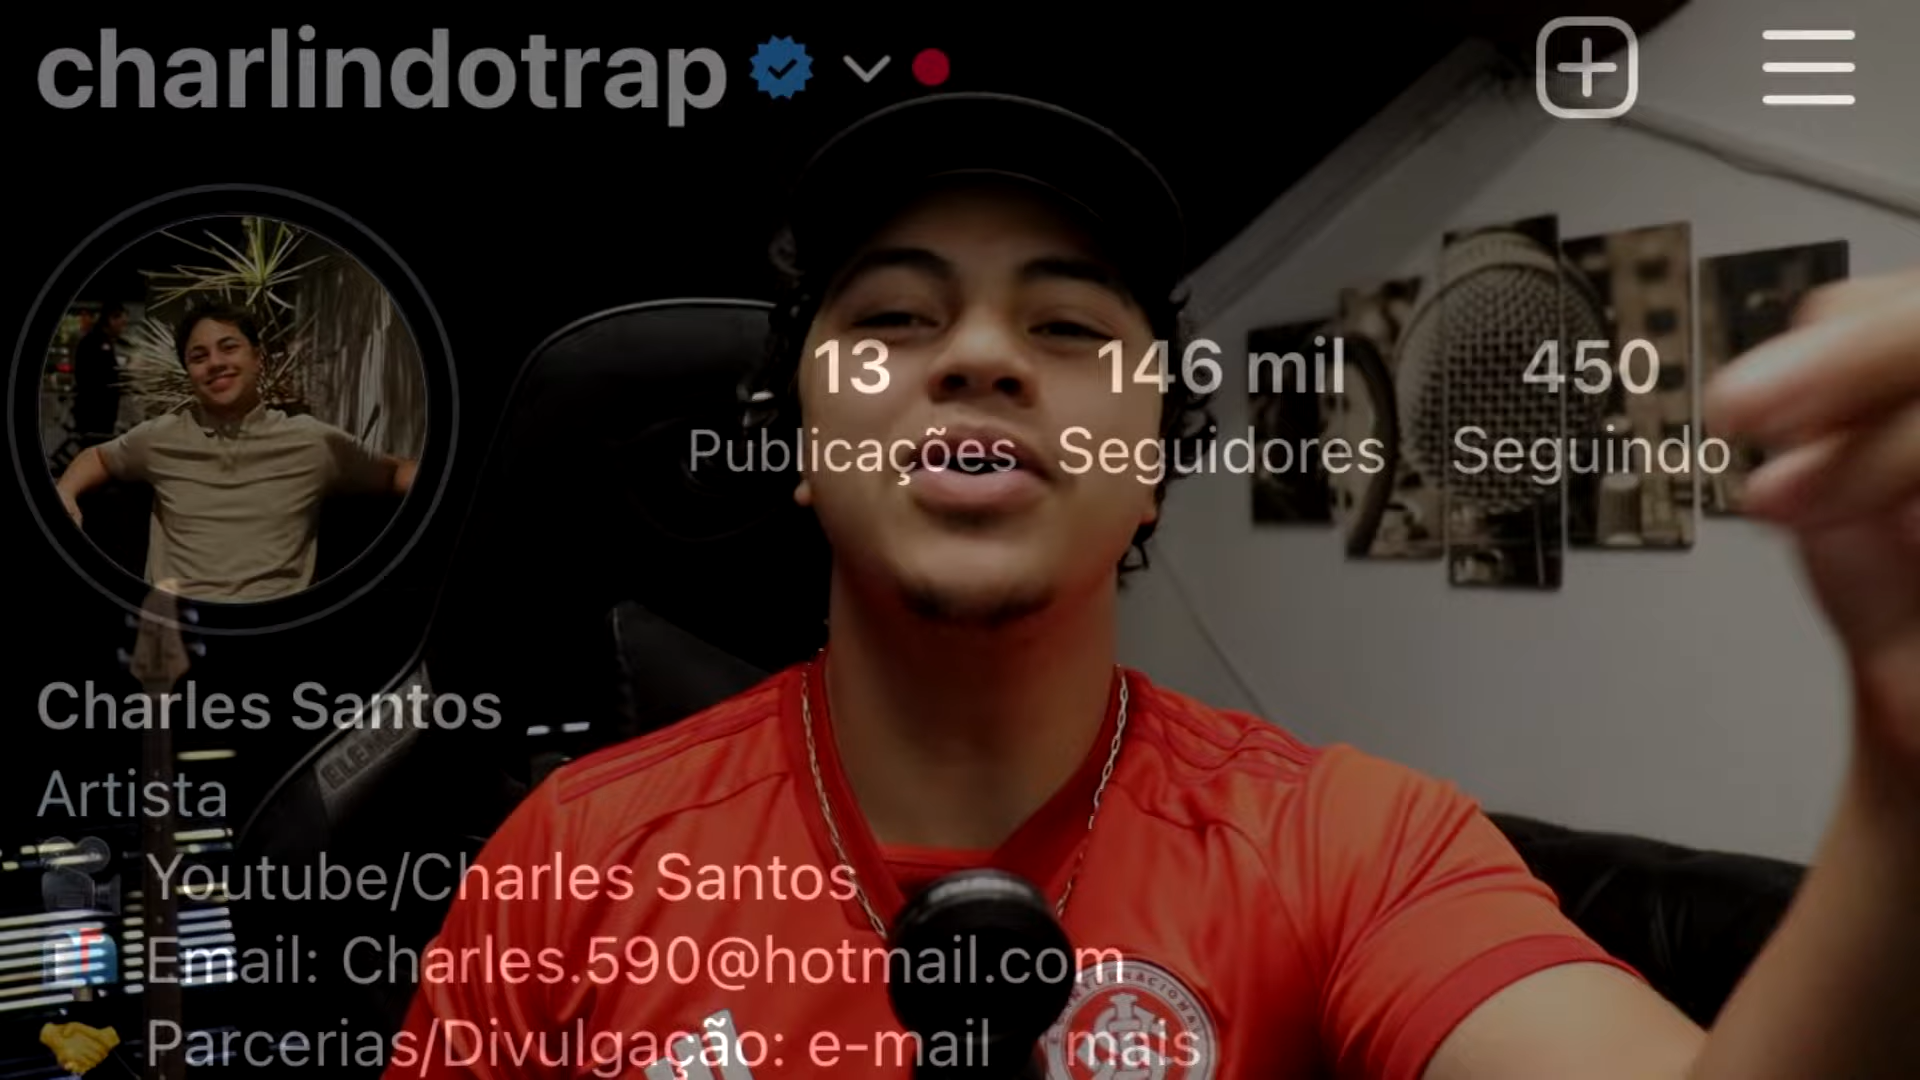 charlindotrap
13 146 mil 450
Publicações Seguidores Seguindo
Charles Santos
Artista
Youtube/Charles Santos
Email: Charles.590@hotmail.com
Parcerias/Divulgação: e-mail mais